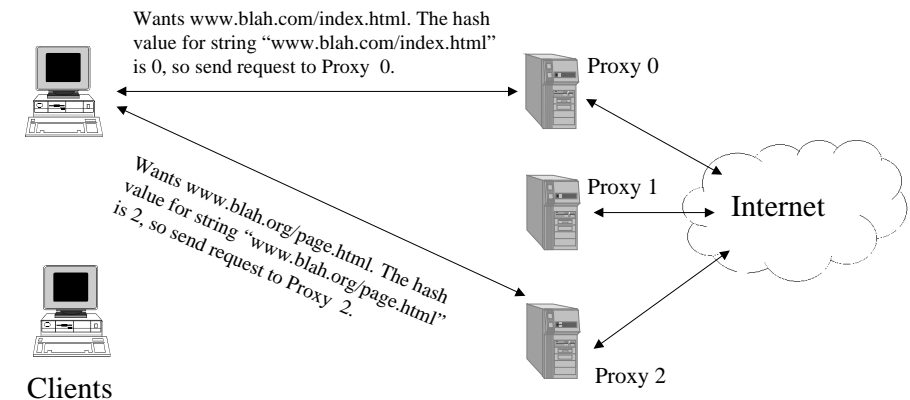 Wants www.blah.com/index.html. The hash
value for string “www.blah.com/index.html”
is 0, so send request to Proxy 0.
Proxy 0
Wants www.blah.org/page.html. The hash
value for string “www.blah.org/page.html”
is 2, so send request to Proxy 2.
Proxy 1
Internet
Proxy 2
Clients